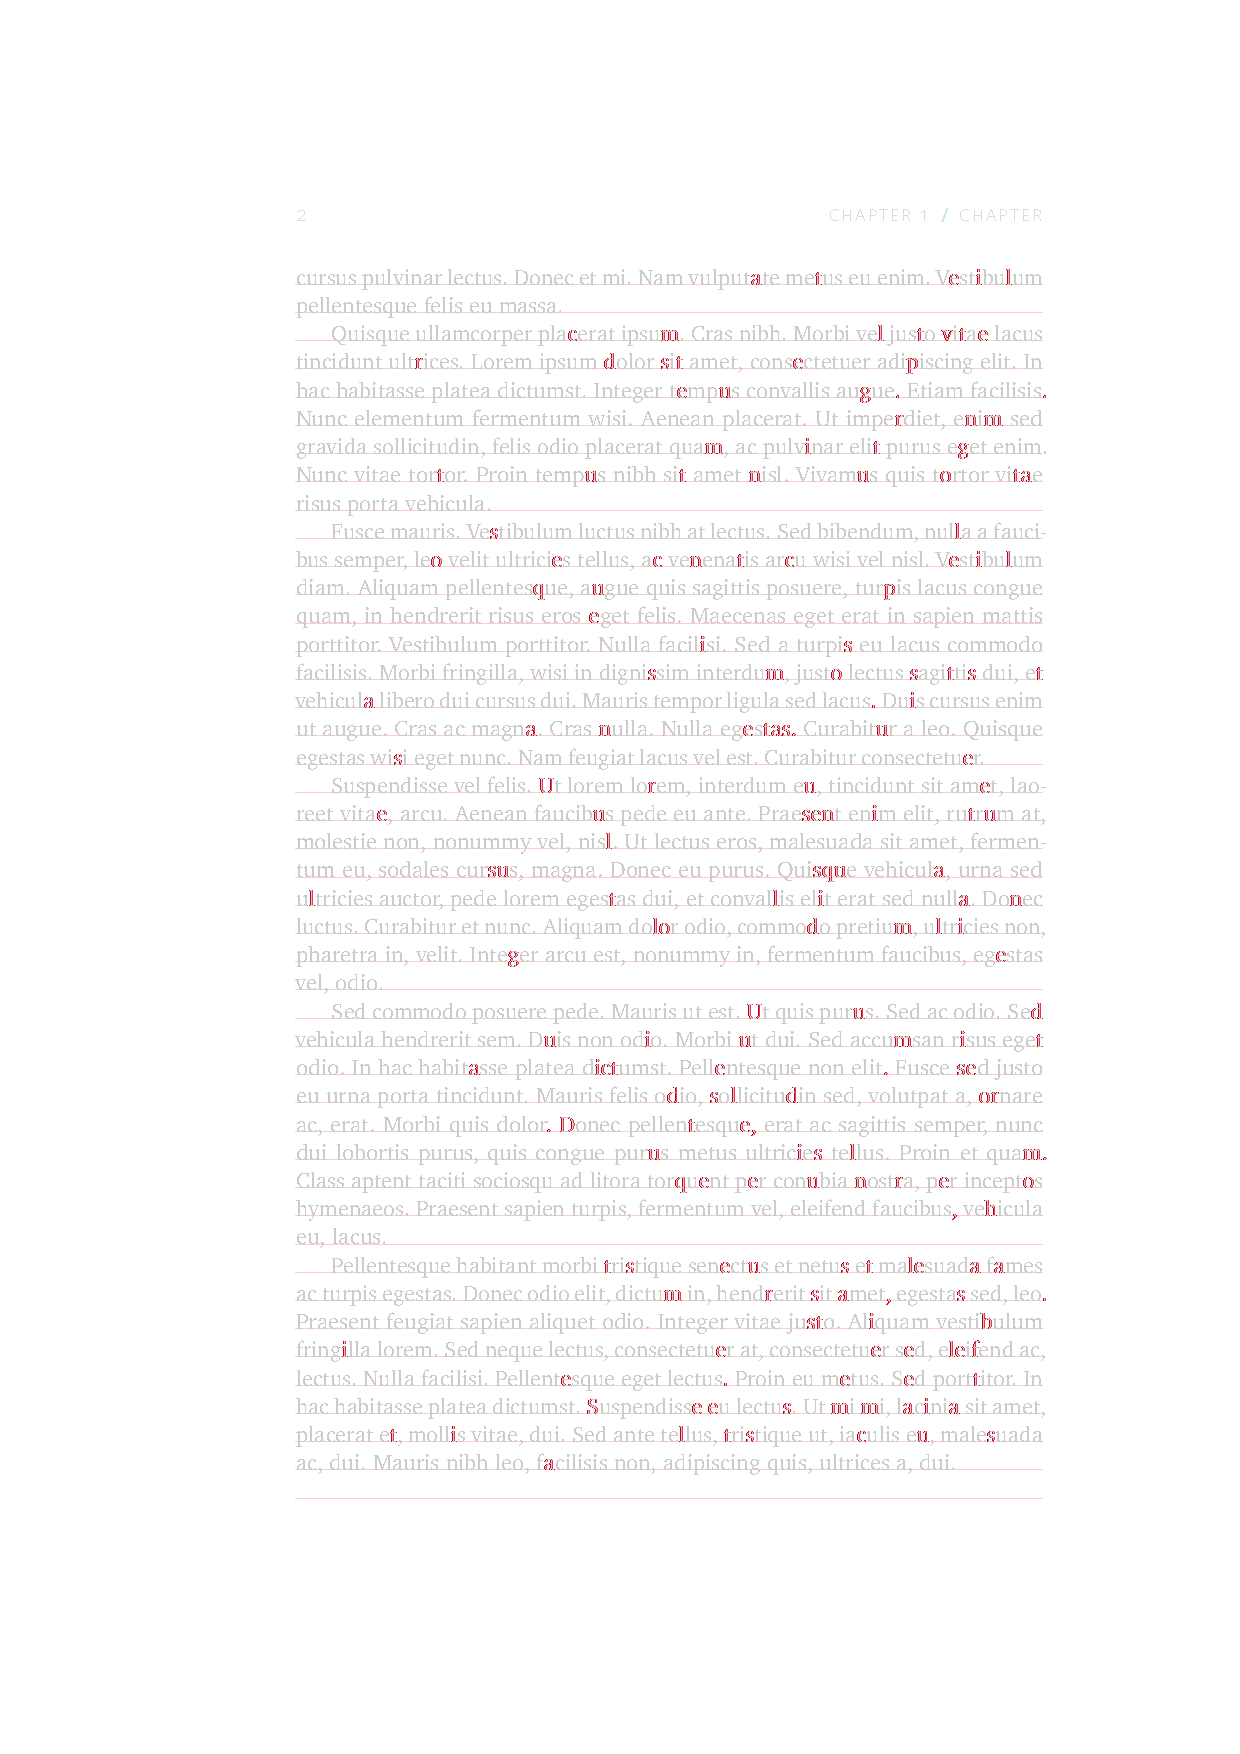 2 CHAPTER 1 / CHAPTER
cursus pulvinar lectus. Donec et mi. Nam vulputate metus eu enim. Vestibulum
pellentesque felis eu massa.
Quisque ullamcorper placerat ipsum. Cras nibh. Morbi vel justo vitae lacus
tincidunt ultrices. Lorem ipsum dolor sit amet, consectetuer adipiscing elit. In
hac habitasse platea dictumst. Integer tempus convallis augue. Etiam facilisis.
Nunc elementum fermentum wisi. Aenean placerat. Ut imperdiet, enim sed
gravida sollicitudin, felis odio placerat quam, ac pulvinar elit purus eget enim.
Nunc vitae tortor. Proin tempus nibh sit amet nisl. Vivamus quis tortor vitae
risus porta vehicula.
Fusce mauris. Vestibulum luctus nibh at lectus. Sed bibendum, nulla a fauci-
bus semper, leo velit ultricies tellus, ac venenatis arcu wisi vel nisl. Vestibulum
diam. Aliquam pellentesque, augue quis sagittis posuere, turpis lacus congue
quam, in hendrerit risus eros eget felis. Maecenas eget erat in sapien mattis
porttitor. Vestibulum porttitor. Nulla facilisi. Sed a turpis eu lacus commodo
facilisis. Morbi fringilla, wisi in dignissim interdum, justo lectus sagittis dui, et
vehicula libero dui cursus dui. Mauris tempor ligula sed lacus. Duis cursus enim
ut augue. Cras ac magna. Cras nulla. Nulla egestas. Curabitur a leo. Quisque
egestas wisi eget nunc. Nam feugiat lacus vel est. Curabitur consectetuer.
Suspendisse vel felis. Ut lorem lorem, interdum eu, tincidunt sit amet, lao-
reet vitae, arcu. Aenean faucibus pede eu ante. Praesent enim elit, rutrum at,
molestie non, nonummy vel, nisl. Ut lectus eros, malesuada sit amet, fermen-
tum eu, sodales cursus, magna. Donec eu purus. Quisque vehicula, urna sed
ultricies auctor, pede lorem egestas dui, et convallis elit erat sed nulla. Donec
luctus. Curabitur et nunc. Aliquam dolor odio, commodo pretium, ultricies non,
pharetra in, velit. Integer arcu est, nonummy in, fermentum faucibus, egestas
vel, odio.
Sed commodo posuere pede. Mauris ut est. Ut quis purus. Sed ac odio. Sed
vehicula hendrerit sem. Duis non odio. Morbi ut dui. Sed accumsan risus eget
odio. In hac habitasse platea dictumst. Pellentesque non elit. Fusce sed justo
eu urna porta tincidunt. Mauris felis odio, sollicitudin sed, volutpat a, ornare
ac, erat. Morbi quis dolor. Donec pellentesque, erat ac sagittis semper, nunc
dui lobortis purus, quis congue purus metus ultricies tellus. Proin et quam.
Class aptent taciti sociosqu ad litora torquent per conubia nostra, per inceptos
hymenaeos. Praesent sapien turpis, fermentum vel, eleifend faucibus, vehicula
eu, lacus.
Pellentesque habitant morbi tristique senectus et netus et malesuada fames
ac turpis egestas. Donec odio elit, dictum in, hendrerit sit amet, egestas sed, leo.
Praesent feugiat sapien aliquet odio. Integer vitae justo. Aliquam vestibulum
fringilla lorem. Sed neque lectus, consectetuer at, consectetuer sed, eleifend ac,
lectus. Nulla facilisi. Pellentesque eget lectus. Proin eu metus. Sed porttitor. In
hac habitasse platea dictumst. Suspendisse eu lectus. Ut mi mi, lacinia sit amet,
placerat et, mollis vitae, dui. Sed ante tellus, tristique ut, iaculis eu, malesuada
ac, dui. Mauris nibh leo, facilisis non, adipiscing quis, ultrices a, dui.